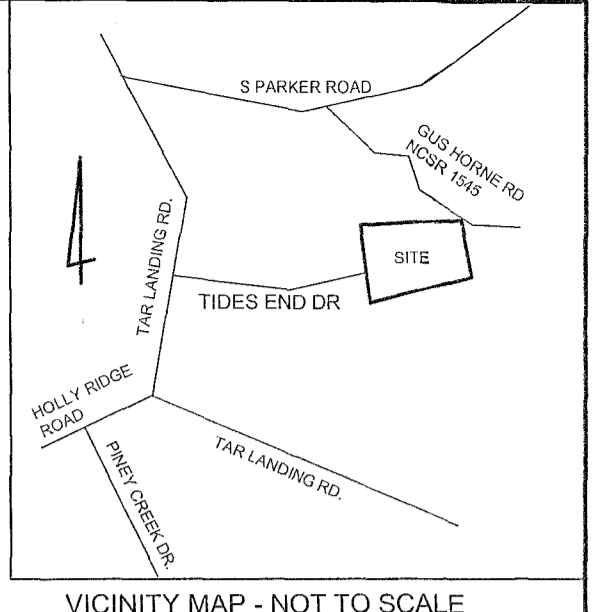 S PARKER ROAD
GUS HORNE RD
NCSR 1545
SITE
TAR LANDING RD.
TIDES END DR
HOLLY RIDGE
ROAD
TAR LANDING RD.
PINEY CREEK DR.
VICINITY MAP - NOT TO SCALE